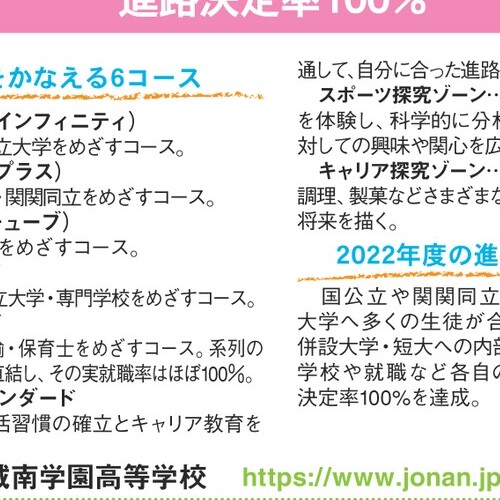 進路決定率100%
をかなえる6コース
インフィニティ）
立大学をめざすコース。
プラス）
・関関同立をめざすコース。
キューブ）
をめざすコース。
立大学・専門学校をめざすコース。
・保育士をめざすコース。系列の
直結し、その実就職率はほぼ100%。
ンダード
活習慣の確立とキャリア教育を
通して、自分に合った進路
スポーツ探究ゾーン…
を体験し、科学的に分析
対しての興味や関心を広
キャリア探究ゾーン…
調理、製菓などさまざまな
将来を描く。
2022年度の進
国公立や関関同立
大学へ多くの生徒が合
併設大学・短大への内部
学校や就職など各自の
決定率100%を達成。
城南学園高等学校
https://www.jonan.jp